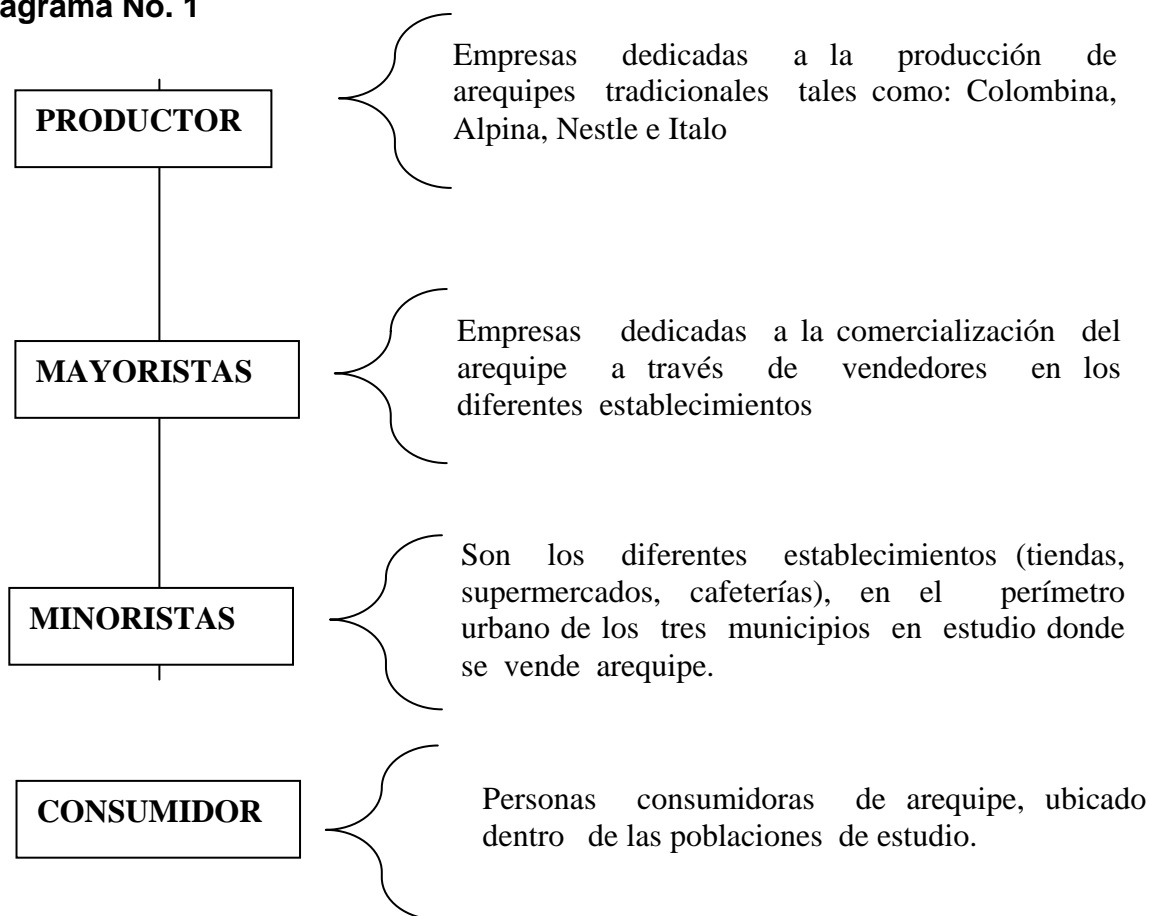 agrama No. 1
PRODUCTOR
Empresas dedicadas a la producción de
arequipes tradicionales tales como: Colombina,
Alpina, Nestle e Italo
MAYORISTAS
Empresas dedicadas a la comercialización del
arequipe a través de vendedores en los
diferentes establecimientos
MINORISTAS
Son los diferentes establecimientos (tiendas,
supermercados, cafeterías), en el perímetro
urbano de los tres municipios en estudio donde
se vende arequipe.
CONSUMIDOR
Personas consumidoras de arequipe, ubicado
dentro de las poblaciones de estudio.